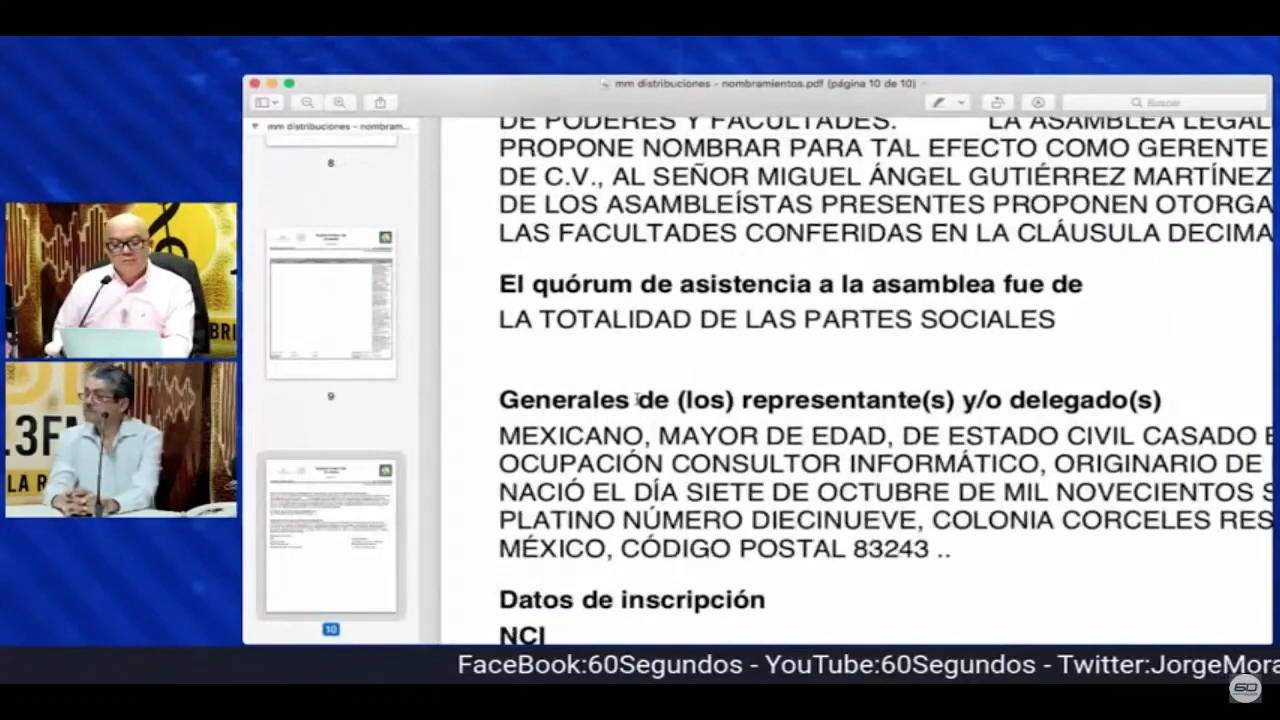 mm distribuciones - nombramientos.pdf (página 10 de 10)
Buscar
mm distribuciones - nombram...
8
9
10
DE PODERES Y FACULTADES. LA ASAMBLEA LEGAL
PROPONE NOMBRAR PARA TAL EFECTO COMO GERENTE
DE C.V., AL SEÑOR MIGUEL ÁNGEL GUTIÉRREZ MARTÍNEZ
DE LOS ASAMBLEÍSTAS PRESENTES PROPONEN OTORGA
LAS FACULTADES CONFERIDAS EN LA CLÁUSULA DECIMA
El quórum de asistencia a la asamblea fue de
LA TOTALIDAD DE LAS PARTES SOCIALES
Generales de (los) representante(s) y/o delegado(s)
MEXICANO, MAYOR DE EDAD, DE ESTADO CIVIL CASADO E
OCUPACIÓN CONSULTOR INFORMÁTICO, ORIGINARIO DE
NACIÓ EL DÍA SIETE DE OCTUBRE DE MIL NOVECIENTOS S
PLATINO NÚMERO DIECINUEVE, COLONIA CORCELES RES
MÉXICO, CÓDIGO POSTAL 83243 ..
Datos de inscripción
NCI
BRI
.3FM
LA R
FaceBook:60Segundos - YouTube:60Segundos - Twitter:JorgeMora
60